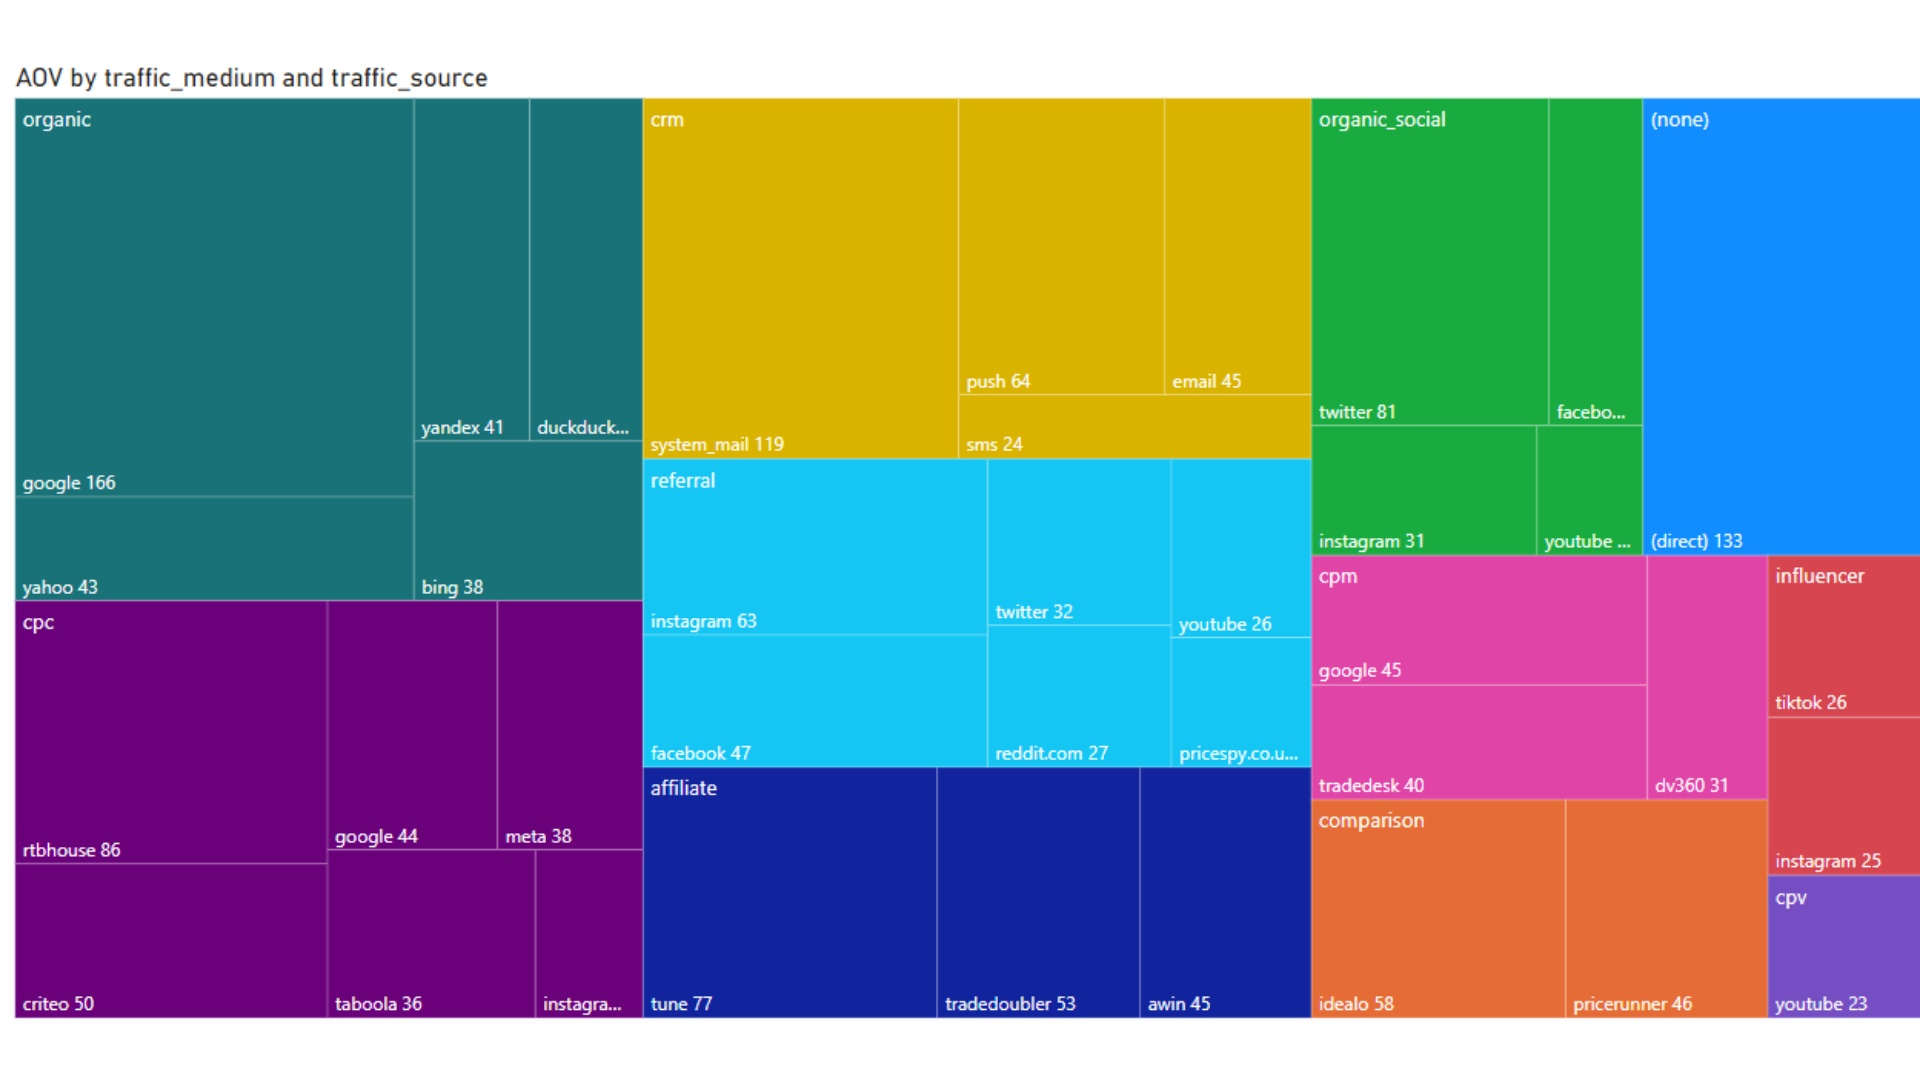 AOV by traffic_medium and traffic_source
organic
google 166
yahoo 43
yandex 41
duckduck...
bing 38
cpc
rtbhouse 86
criteo 50
google 44
meta 38
taboola 36
instagra...
crm
system_mail 119
push 64
email 45
sms 24
referral
instagram 63
facebook 47
twitter 32
reddit.com 27
youtube 26
pricespy.co.u...
affiliate
tune 77
tradedoubler 53
awin 45
organic_social
twitter 81
facebo...
instagram 31
youtube ...
(none)
(direct) 133
cpm
google 45
tradedesk 40
dv360 31
comparison
idealo 58
pricerunner 46
influencer
tiktok 26
instagram 25
cpv
youtube 23